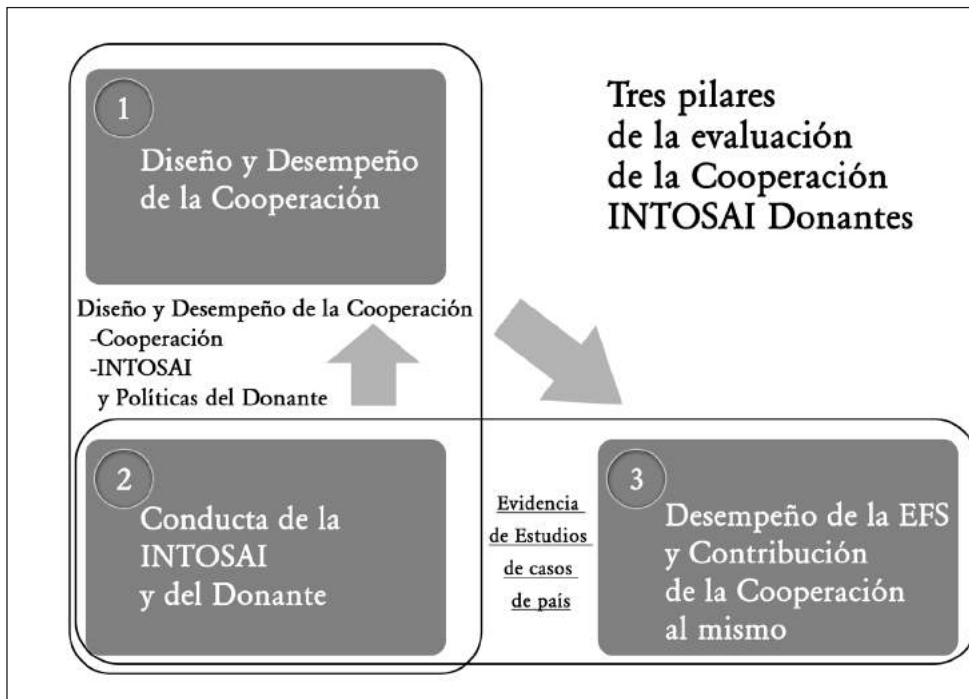 Tres pilares
de la evaluación
de la Cooperación
INTOSAI Donantes
1
Diseño y Desempeño
de la Cooperación
Diseño y Desempeño de la Cooperación
-Cooperación
-INTOSAI
y Políticas del Donante
2
Conducta de la
INTOSAI
y del Donante
Evidencia
de Estudios
de casos
de país
3
Desempeño de la EFS
y Contribución
de la Cooperación
al mismo